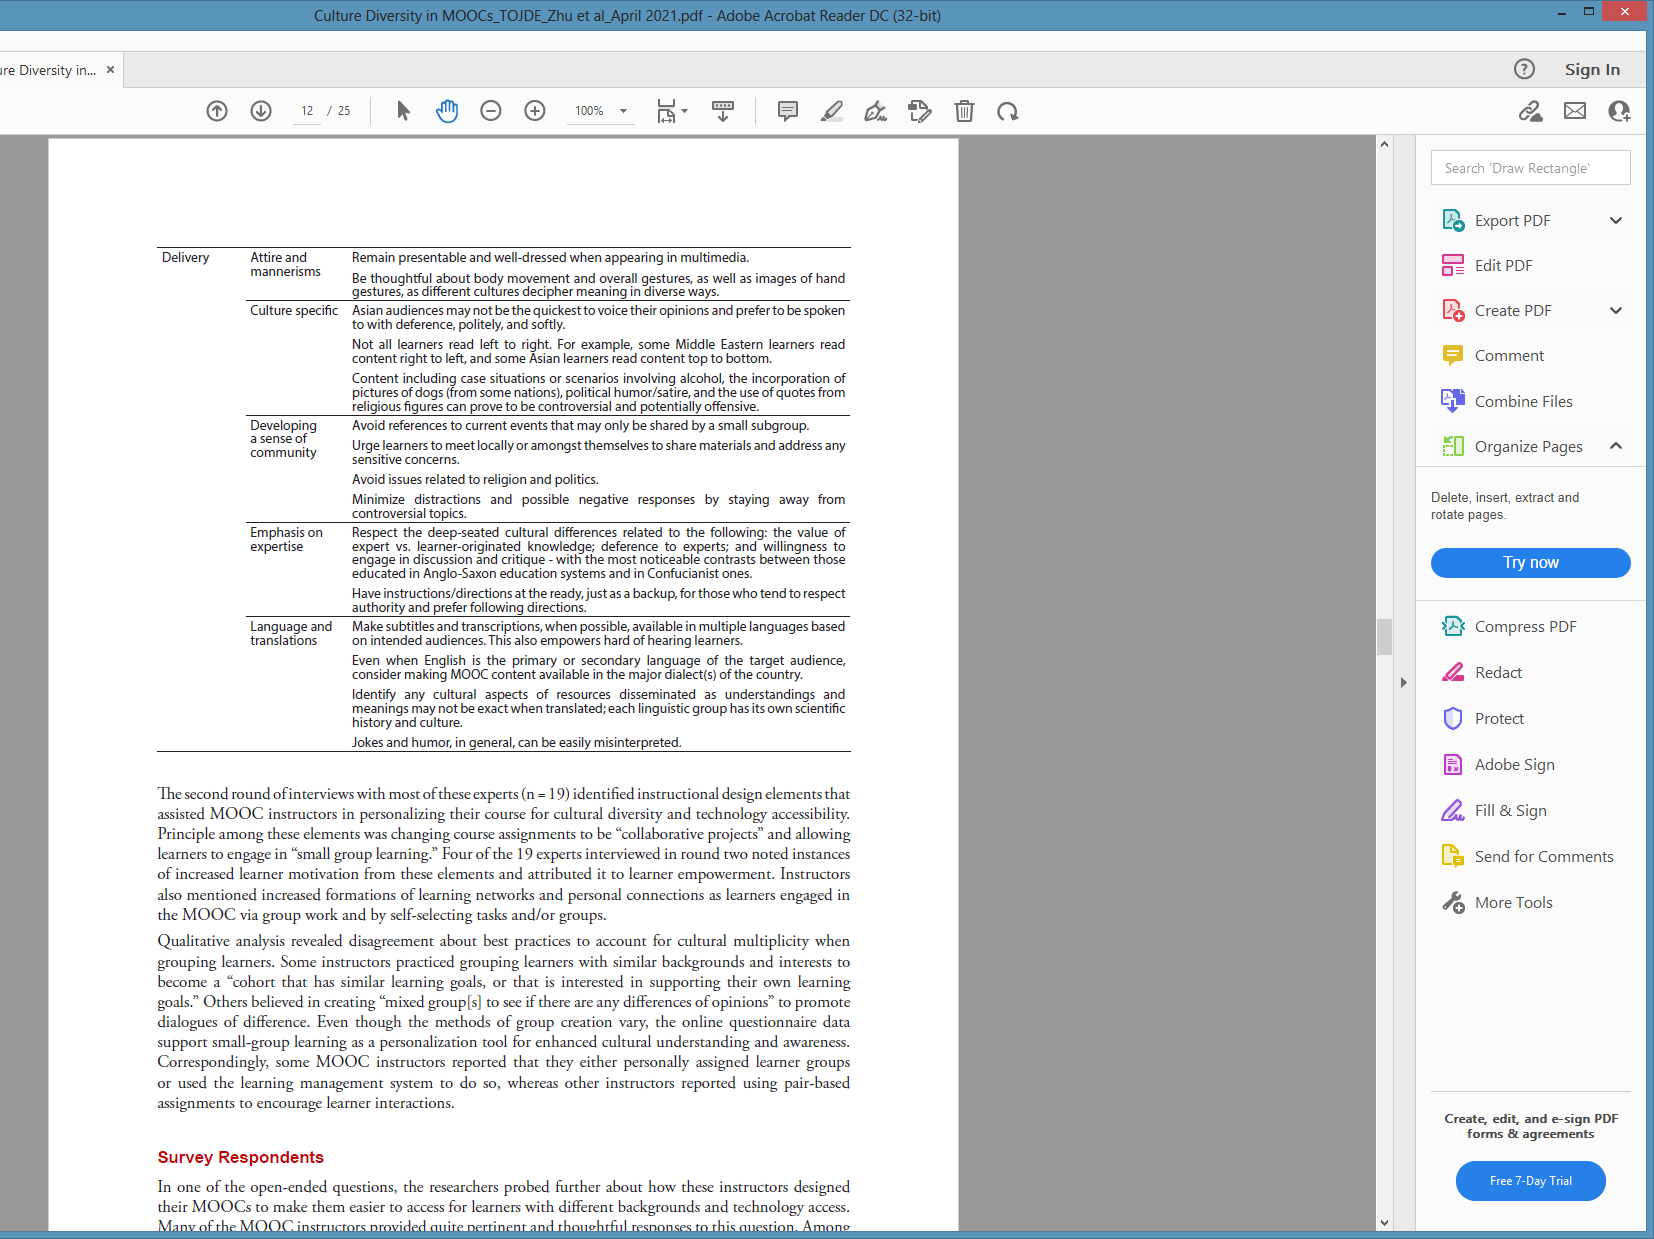 Culture Diversity in MOOCs_TOJDE_Zhu et al_April 2021.pdf - Adobe Acrobat Reader DC (32-bit)
ure Diversity in...
Sign In
12 / 25
100%
Delivery
Attire and
mannerisms
Remain presentable and well-dressed when appearing in multimedia.
Be thoughtful about body movement and overall gestures, as well as images of hand
gestures, as different cultures decipher meaning in diverse ways.
Culture specific
Asian audiences may not be the quickest to voice their opinions and prefer to be spoken
to with deference, politely, and softly.
Not all learners read left to right. For example, some Middle Eastern learners read
content right to left, and some Asian learners read content top to bottom.
Content including case situations or scenarios involving alcohol, the incorporation of
pictures of dogs (from some nations), political humor/satire, and the use of quotes from
religious figures can prove to be controversial and potentially offensive.
Developing
a sense of
community
Avoid references to current events that may only be shared by a small subgroup.
Urge learners to meet locally or amongst themselves to share materials and address any
sensitive concerns.
Avoid issues related to religion and politics.
Minimize distractions and possible negative responses by staying away from
controversial topics.
Emphasis on
expertise
Respect the deep-seated cultural differences related to the following: the value of
expert vs. learner-originated knowledge; deference to experts; and willingness to
engage in discussion and critique - with the most noticeable contrasts between those
educated in Anglo-Saxon education systems and in Confucianist ones.
Have instructions/directions at the ready, just as a backup, for those who tend to respect
authority and prefer following directions.
Language and
translations
Make subtitles and transcriptions, when possible, available in multiple languages based
on intended audiences. This also empowers hard of hearing learners.
Even when English is the primary or secondary language of the target audience,
consider making MOOC content available in the major dialect(s) of the country.
Identify any cultural aspects of resources disseminated as understandings and
meanings may not be exact when translated; each linguistic group has its own scientific
history and culture.
Jokes and humor, in general, can be easily misinterpreted.
The second round of interviews with most of these experts (n = 19) identified instructional design elements that
assisted MOOC instructors in personalizing their course for cultural diversity and technology accessibility.
Principle among these elements was changing course assignments to be “collaborative projects” and allowing
learners to engage in “small group learning.” Four of the 19 experts interviewed in round two noted instances
of increased learner motivation from these elements and attributed it to learner empowerment. Instructors
also mentioned increased formations of learning networks and personal connections as learners engaged in
the MOOC via group work and by self-selecting tasks and/or groups.
Qualitative analysis revealed disagreement about best practices to account for cultural multiplicity when
grouping learners. Some instructors practiced grouping learners with similar backgrounds and interests to
become a “cohort that has similar learning goals, or that is interested in supporting their own learning
goals.” Others believed in creating “mixed group[s] to see if there are any differences of opinions” to promote
dialogues of difference. Even though the methods of group creation vary, the online questionnaire data
support small-group learning as a personalization tool for enhanced cultural understanding and awareness.
Correspondingly, some MOOC instructors reported that they either personally assigned learner groups
or used the learning management system to do so, whereas other instructors reported using pair-based
assignments to encourage learner interactions.
Survey Respondents
In one of the open-ended questions, the researchers probed further about how these instructors designed
their MOOCs to make them easier to access for learners with different backgrounds and technology access.
Many of the MOOC instructors provided quite pertinent and thoughtful responses to this question. Among
Search 'Draw Rectangle'
Export PDF
Edit PDF
Create PDF
Comment
Combine Files
Organize Pages
Delete, insert, extract and
rotate pages.
Try now
Compress PDF
Redact
Protect
Adobe Sign
Fill & Sign
Send for Comments
More Tools
Create, edit, and e-sign PDF
forms & agreements
Free 7-Day Trial